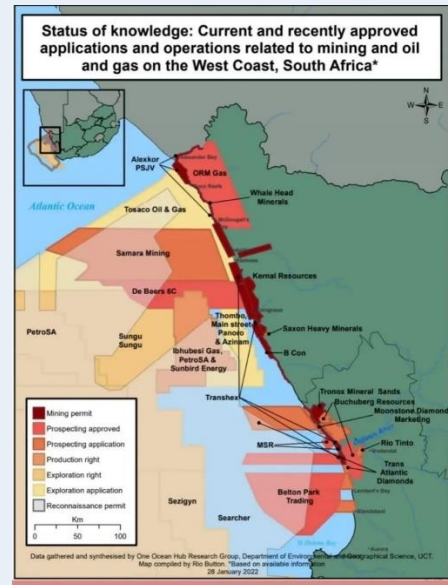 Status of knowledge: Current and recently approved
applications and operations related to mining and oil
and gas on the West Coast, South Africa*
N
W
E
S
Alexkor
PSJV
Alexander Bay
ORM Gas
Atlantic Ocean
Tosaco Oil & Gas
Whale Head
Minerals
Samara Mining
Kernal Resources
De Beers 6C
Thombo,
Main street
Panoro
& Azinam
Saxon Heavy Minerals
PetroSA
Sungu
Sungu
Ibhubesi Gas,
PetroSA &
Sunbird Energy
B Con
Transhex
Tronox Mineral Sands
Buchuberg Resources
Moonstone Diamond
Marketing
MSR
Rio Tinto
Trans
Atlantic
Diamonds
Belton Park
Trading
Sezigyn
Searcher
Mining permit
Prospecting approved
Prospecting application
Production right
Exploration right
Exploration application
Reconnaissance permit
0
50
100
Km
Data gathered and synthesised by One Ocean Hub Research Group, Department of Environmental and Geographical Science, UCT.
Map compiled by Rio Button. *Based on available information
28 January 2022